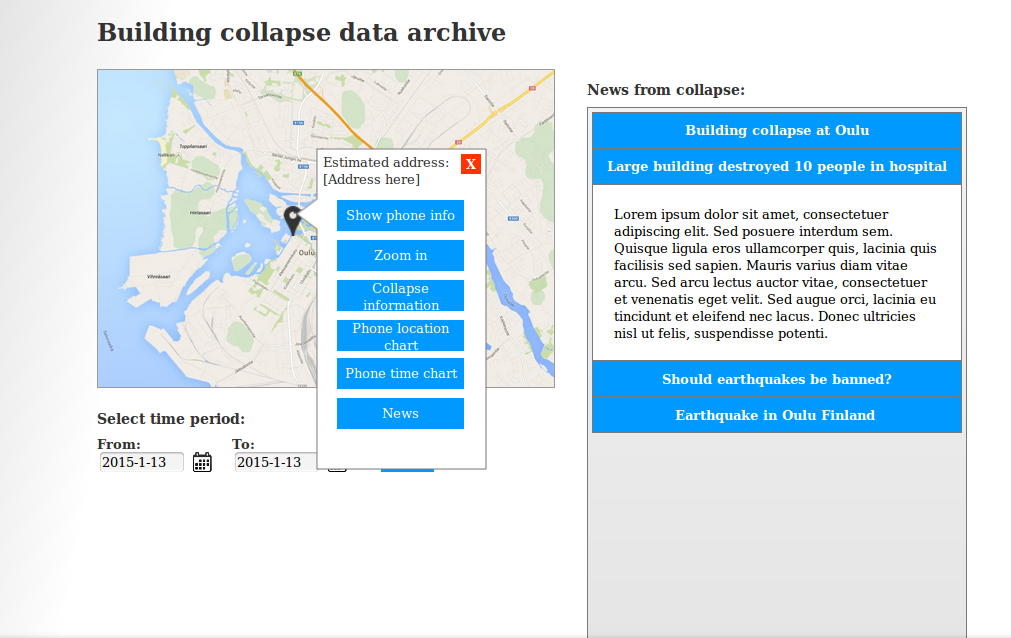 Building collapse data archive
News from collapse:
Building collapse at Oulu
Large building destroyed 10 people in hospital
Lorem ipsum dolor sit amet, consectetuer
adipiscing elit. Sed posuere interdum sem.
Quisque ligula eros ullamcorper quis, lacinia quis
facilisis sed sapien. Mauris varius diam vitae
arcu. Sed arcu lectus auctor vitae, consectetuer
et venenatis eget velit. Sed augue orci, lacinia eu
tincidunt et eleifend nec lacus. Donec ultricies
nisl ut felis, suspendisse potenti.
Should earthquakes be banned?
Earthquake in Oulu Finland
Toppilansaari
Hietasaari
Vihreäsaari
Oulu
Estimated address:
X
[Address here]
Show phone info
Zoom in
Collapse
information
Phone location
chart
Phone time chart
News
Select time period:
From:
To:
2015-1-13
2015-1-13